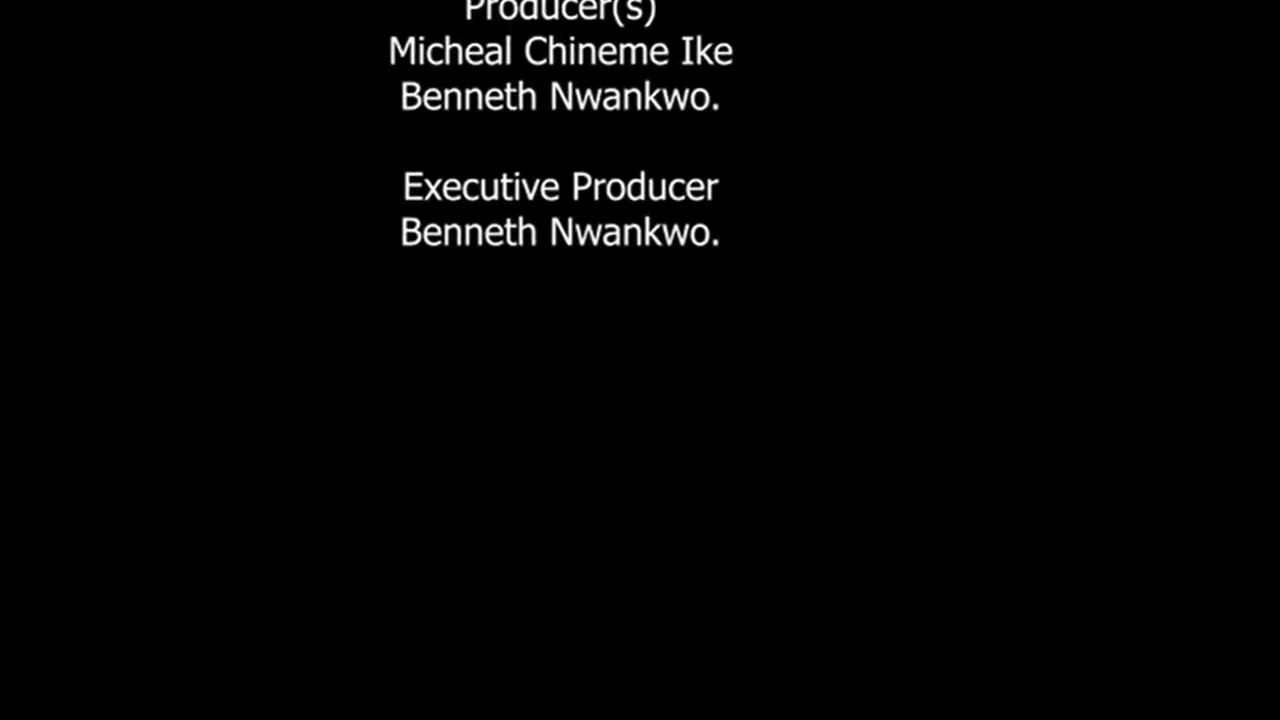 Producer(s)
Micheal Chineme Ike
Benneth Nwankwo.
Executive Producer
Benneth Nwankwo.